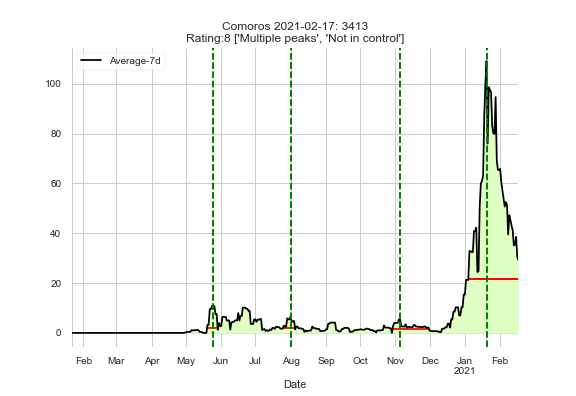 Comoros 2021-02-17: 3413
Rating:8 ['Multiple peaks', 'Not in control']
Average-7d
100
80
60
40
20
0
Feb Mar Apr May Jun Jul Aug Sep Oct Nov Dec Jan Feb
2021
Date